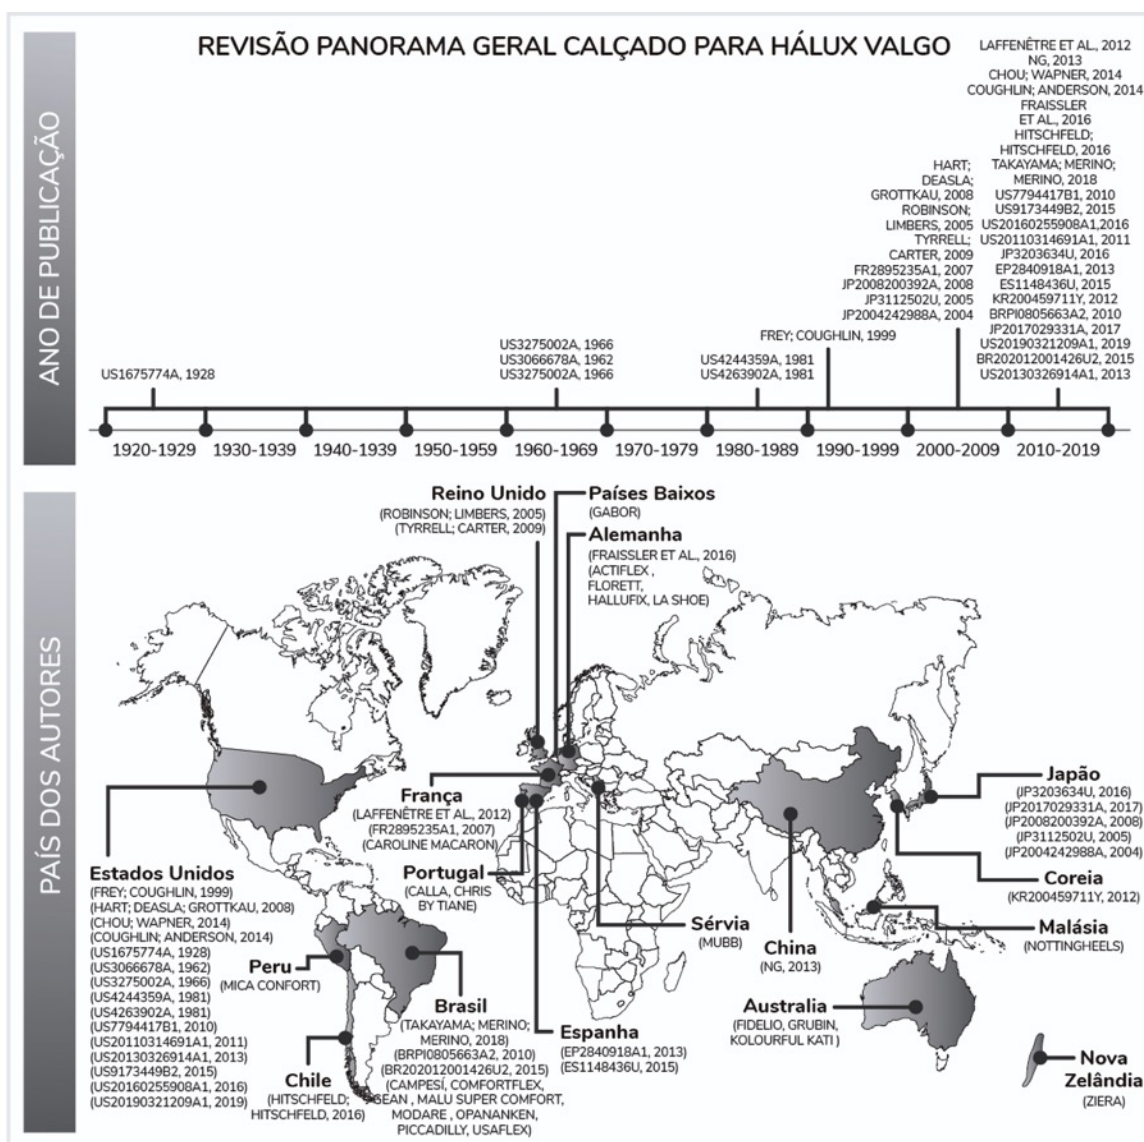 REVISÃO PANORAMA GERAL CALÇADO PARA HÁLUX VALGO
ANO DE PUBLICAÇÃO
US1675774A, 1928
US3275002A, 1966
US3066678A, 1962
US3275002A, 1966
US4244359A, 1981
US4263902A, 1981
FREY; COUGHLIN, 1999
HART;
DEASLA;
GROTTKAU, 2008
ROBINSON;
LIMBERS, 2005
TYRRELL;
CARTER, 2009
FR2895235A1, 2007
JP2008200392A, 2008
JP3112502U, 2005
JP2004242988A, 2004
LAFFENÊTRE ET AL., 2012
NG, 2013
CHOU; WAPNER, 2014
COUGHLIN; ANDERSON, 2014
FRAISSLER
ET AL., 2016
HITSCHFELD;
HITSCHFELD, 2016
TAKAYAMA; MERINO;
MERINO, 2018
US7794417B1, 2010
US9173449B2, 2015
US20160255908A1,2016
US20110314691A1, 2011
JP3203634U, 2016
EP2840918A1, 2013
ES1148436U, 2015
KR200459711Y, 2012
BRPI0805663A2, 2010
JP2017029331A, 2017
US20190321209A1, 2019
BR202012001426U2, 2015
US20130326914A1, 2013
1920-1929
1930-1939
1940-1939
1950-1959
1960-1969
1970-1979
1980-1989
1990-1999
2000-2009
2010-2019
PAÍS DOS AUTORES
Reino Unido
(ROBINSON; LIMBERS, 2005)
(TYRRELL; CARTER, 2009)
Países Baixos
(GABOR)
Alemanha
(FRAISSLER ET AL., 2016)
(ACTIFLEX ,
FLORETT,
HALLUFIX, LA SHOE)
França
(LAFFENÊTRE ET AL., 2012)
(FR2895235A1, 2007)
(CAROLINE MACARON)
Portugal
(CALLA, CHRIS
BY TIANE)
Estados Unidos
(FREY; COUGHLIN, 1999)
(HART; DEASLA; GROTTKAU, 2008)
(CHOU; WAPNER, 2014)
(COUGHLIN; ANDERSON, 2014)
(US1675774A, 1928)
(US3066678A, 1962)
(US3275002A, 1966)
(US4244359A, 1981)
(US4263902A, 1981)
(US7794417B1, 2010)
(US20110314691A1, 2011)
(US20130326914A1, 2013)
(US9173449B2, 2015)
(US20160255908A1, 2016)
(US20190321209A1, 2019)
Peru
(MICA CONFORT)
Chile
(HITSCHFELD;
HITSCHFELD, 2016)
Brasil
(TAKAYAMA; MERINO;
MERINO, 2018)
(BRPI0805663A2, 2010)
(BR202012001426U2, 2015)
(CAMPESÍ, COMFORTFLEX,
, MALU SUPER COMFORT,
MODARE , OPANANKEN,
PICCADILLY, USAFLEX)
Espanha
(EP2840918A1, 2013)
(ES1148436U, 2015)
Sérvia
(MUBB)
China
(NG, 2013)
Japão
(JP3203634U, 2016)
(JP2017029331A, 2017)
(JP2008200392A, 2008)
(JP3112502U, 2005)
(JP2004242988A, 2004)
Coreia
(KR200459711Y, 2012)
Malásia
(NOTTINGHEELS)
Australia
(FIDELIO, GRUBIN,
KOLOURFUL KATI )
Nova
Zelândia
(ZIERA)